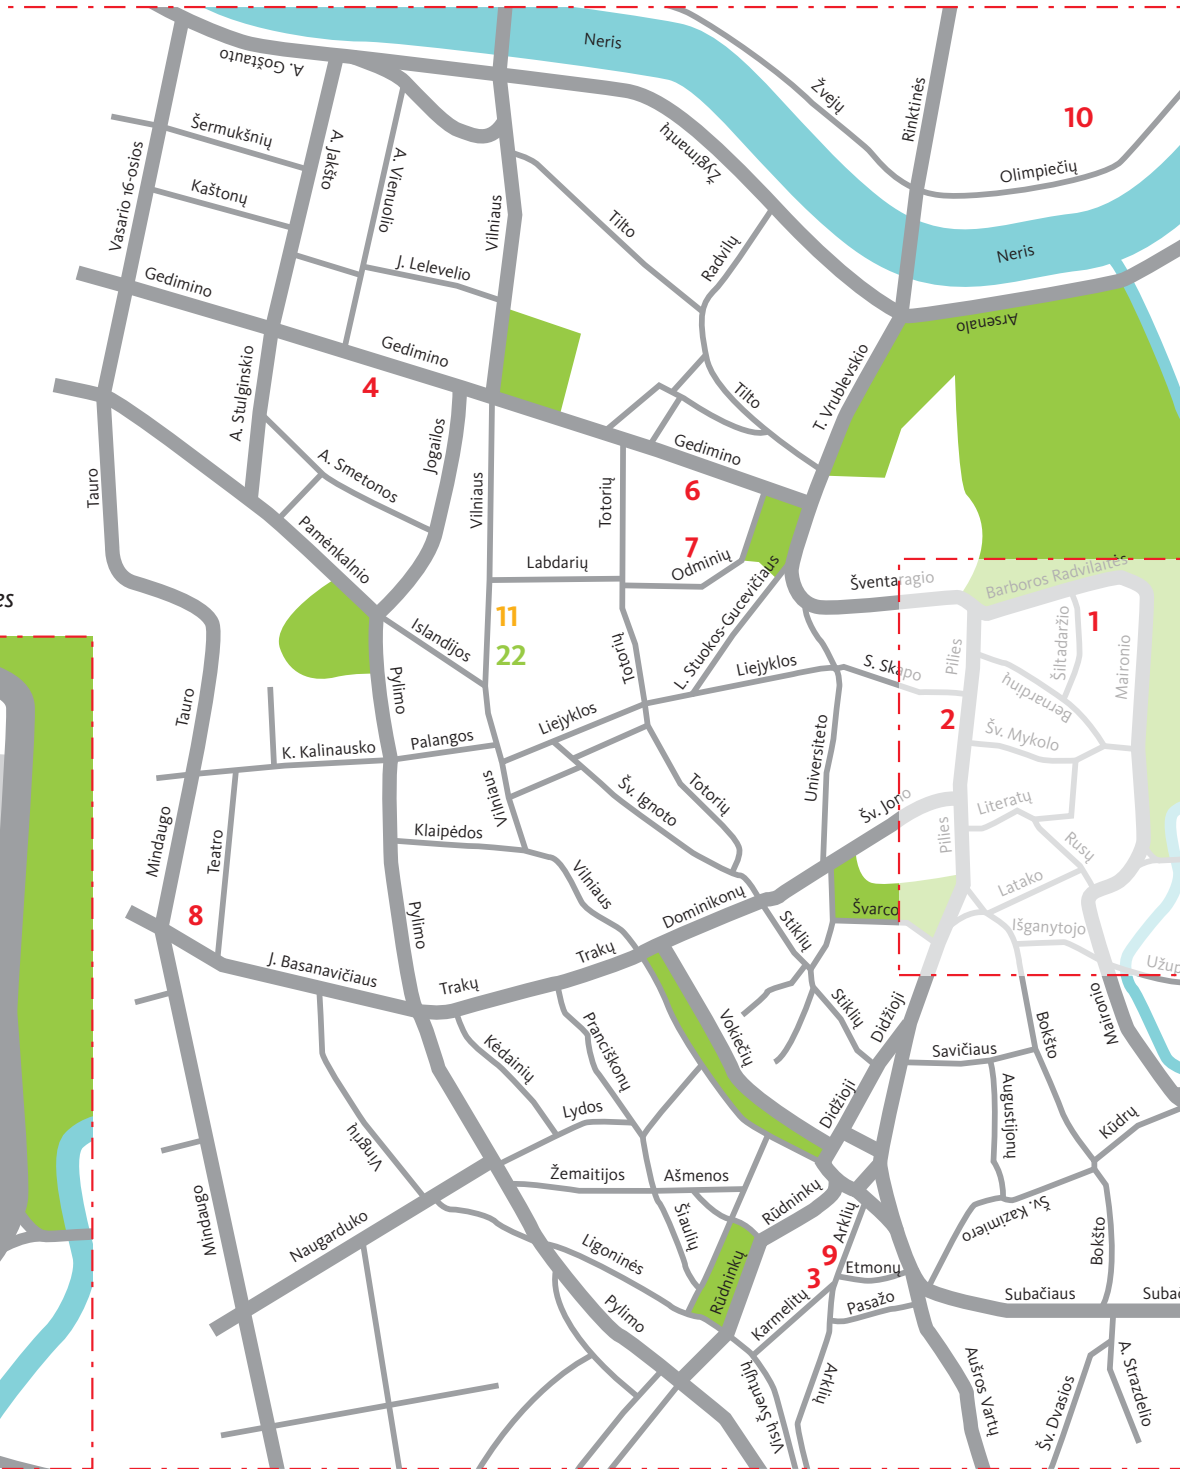 Neris
Žvejų
Rinktinės
10
Olimpiečių
Neris
A. Goštauto
Šermukšnių
Kaštonų
Vasario 16-osios
A. Jakšto
A. Vienuolio
Vilniaus
J. Lelevelio
Žygimantų
Tilto
Radvilų
Arsenalo
Gedimino
Gedimino
4
A. Stulginskio
Jogailos
A. Smetonos
Tauro
Pamėnkalnio
Vilniaus
Totorių
Tilto
T. Vrublevskio
Gedimino
6
7
Odminių
Labdarių
L. Stuokos-Gucevičiaus
Šventaragio
Barboros Radvilaitės
1
Šiltadaržio
Maironio
Pilies
Bernardinų
es
11
22
Islandijos
Totorių
Liejyklos
S. Skapo
2
Šv. Mykolo
Tauro
Pylimo
Liejyklos
K. Kalinausko
Palangos
Vilniaus
Šv. Ignoto
Totorių
Universiteto
Šv. Jono
Literatų
Pilies
Rusų
Mindaugo
Teatro
Klaipėdos
Vilniaus
Latako
8
Pylimo
Dominikonų
Švarco
Išganytojo
Užup
Stiklių
Trakų
J. Basanavičiaus
Trakų
Stiklių
Didžioji
Vokiečių
Bokšto
Maironio
Savičiaus
Kėdainių
Pranciškonų
Lydos
Didžioji
Augustijonų
Kūdrų
Vingrių
Žemaitijos
Ašmenos
Rūdninkų
Šv. Kazimiero
Mindaugo
Naugarduko
Šiaulių
Arklių
Bokšto
Ligoninės
Rūdninkų
9
3
Etmonų
Pasažo
Karmelitų
Subačiaus
Subač
Pylimo
Visų Šventųjų
Arklių
Aušros Vartų
Šv. Dvasios
A. Strazdelio